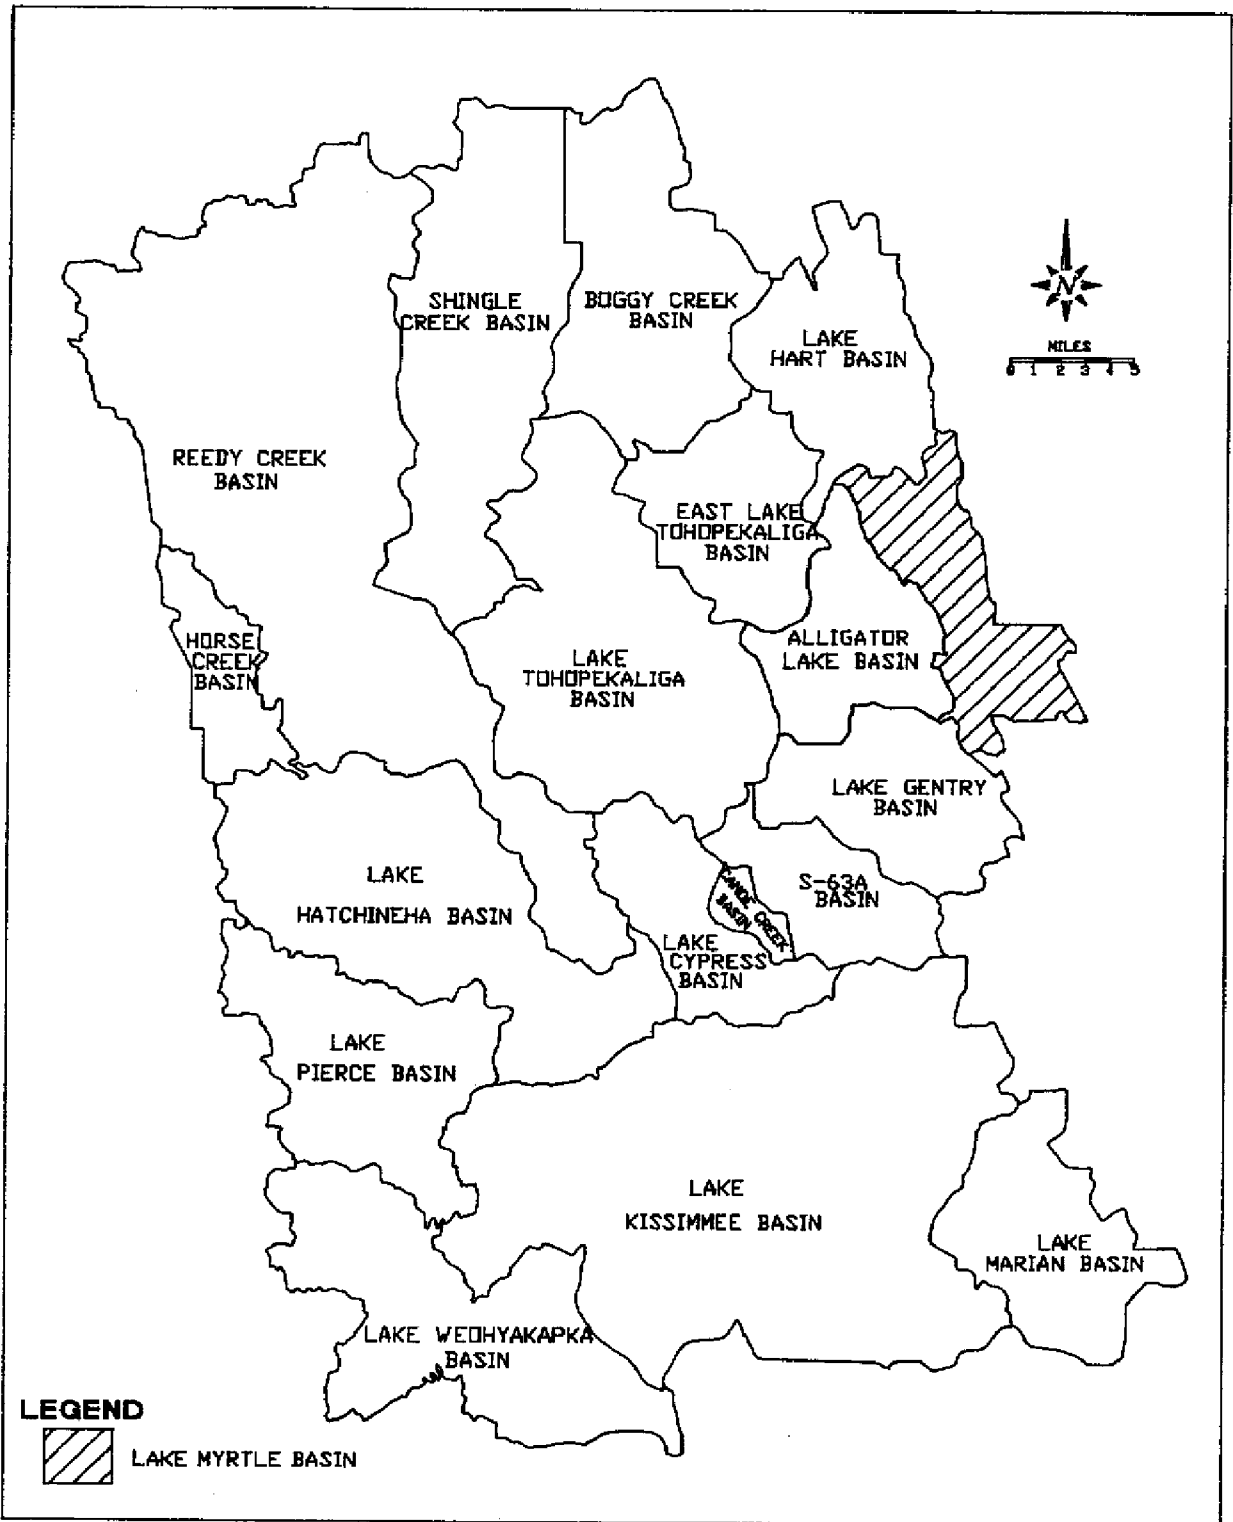 SHINGLE
CREEK BASIN
BOGGY CREEK
BASIN
LAKE
HART BASIN
N
MILES
0 1 2 3 4 5
REEDY CREEK
BASIN
EAST LAKE
TOHOPEKALIGA
BASIN
HORSE
CREEK
BASIN
LAKE
TOHOPEKALIGA
BASIN
ALLIGATOR
LAKE BASIN
LAKE GENTRY
BASIN
LAKE
HATCHINEHA BASIN
CANOE CREEK
BASIN
S-63A
BASIN
LAKE
CYPRESS
BASIN
LAKE
PIERCE BASIN
LAKE
KISSIMMEE BASIN
LAKE
MARIAN BASIN
LAKE WEOHYAKAPKA
BASIN
LEGEND
LAKE MYRTLE BASIN